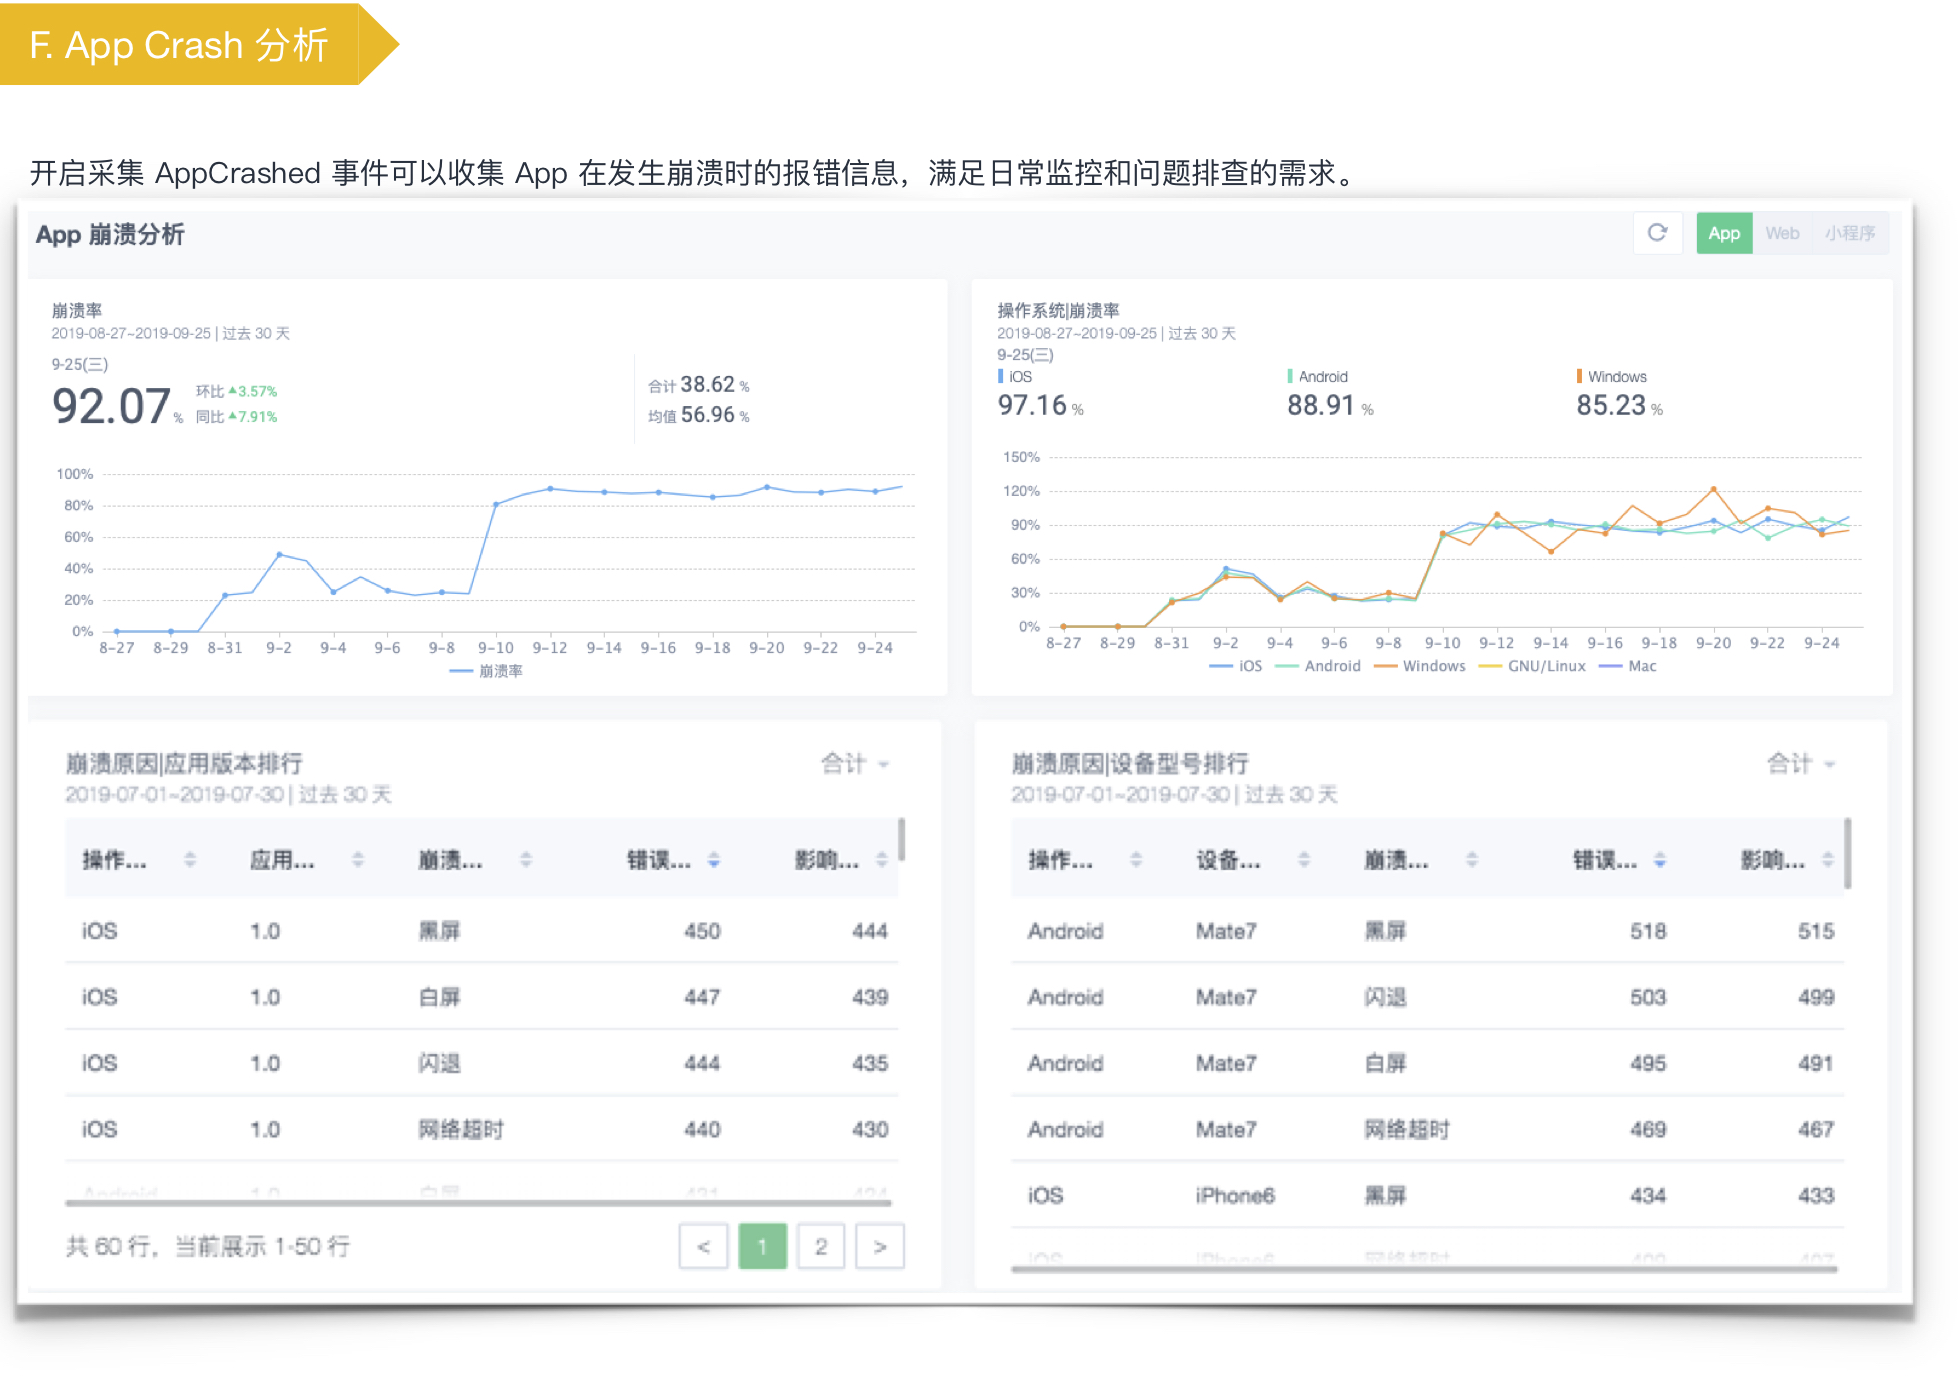 F. App Crash 分析
开启采集 AppCrashed 事件可以收集 App 在发生崩溃时的报错信息，满足日常监控和问题排查的需求。
App 崩溃分析
App Web 小程序
崩溃率
2019-08-27~2019-09-25 | 过去 30 天
9-25(三)
92.07 %
环比 3.57%
同比 7.91%
合计 38.62 %
均值 56.96 %
100%
80%
60%
40%
20%
0%
8-27 8-29 8-31 9-2 9-4 9-6 9-8 9-10 9-12 9-14 9-16 9-18 9-20 9-22 9-24
崩溃率
操作系统|崩溃率
2019-08-27~2019-09-25 | 过去 30 天
9-25(三)
iOS Android Windows
97.16 % 88.91 % 85.23 %
150%
120%
90%
60%
30%
0%
8-27 8-29 8-31 9-2 9-4 9-6 9-8 9-10 9-12 9-14 9-16 9-18 9-20 9-22 9-24
iOS Android Windows GNU/Linux Mac
崩溃原因|应用版本排行 合计
2019-07-01~2019-07-30 | 过去 30 天
操作... 应用... 崩溃... 错误... 影响...
iOS 1.0 黑屏 450 444
iOS 1.0 白屏 447 439
iOS 1.0 闪退 444 435
iOS 1.0 网络超时 440 430
Android 1.0 白屏 431 424
共 60 行，当前展示 1-50 行
< 1 2 >
崩溃原因|设备型号排行 合计
2019-07-01~2019-07-30 | 过去 30 天
操作... 设备... 崩溃... 错误... 影响...
Android Mate7 黑屏 518 515
Android Mate7 闪退 503 499
Android Mate7 白屏 495 491
Android Mate7 网络超时 469 467
iOS iPhone6 黑屏 434 433
iOS iPhone6 网络超时